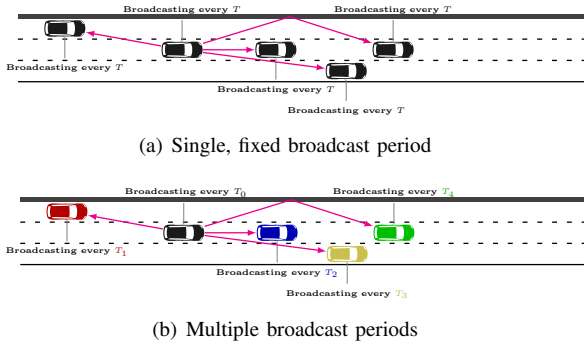 Broadcasting every T Broadcasting every T
Broadcasting every T Broadcasting every T
Broadcasting every T
(a) Single, fixed broadcast period
Broadcasting every T₀ Broadcasting every T₄
Broadcasting every T₁
Broadcasting every T₂
Broadcasting every T₃
(b) Multiple broadcast periods